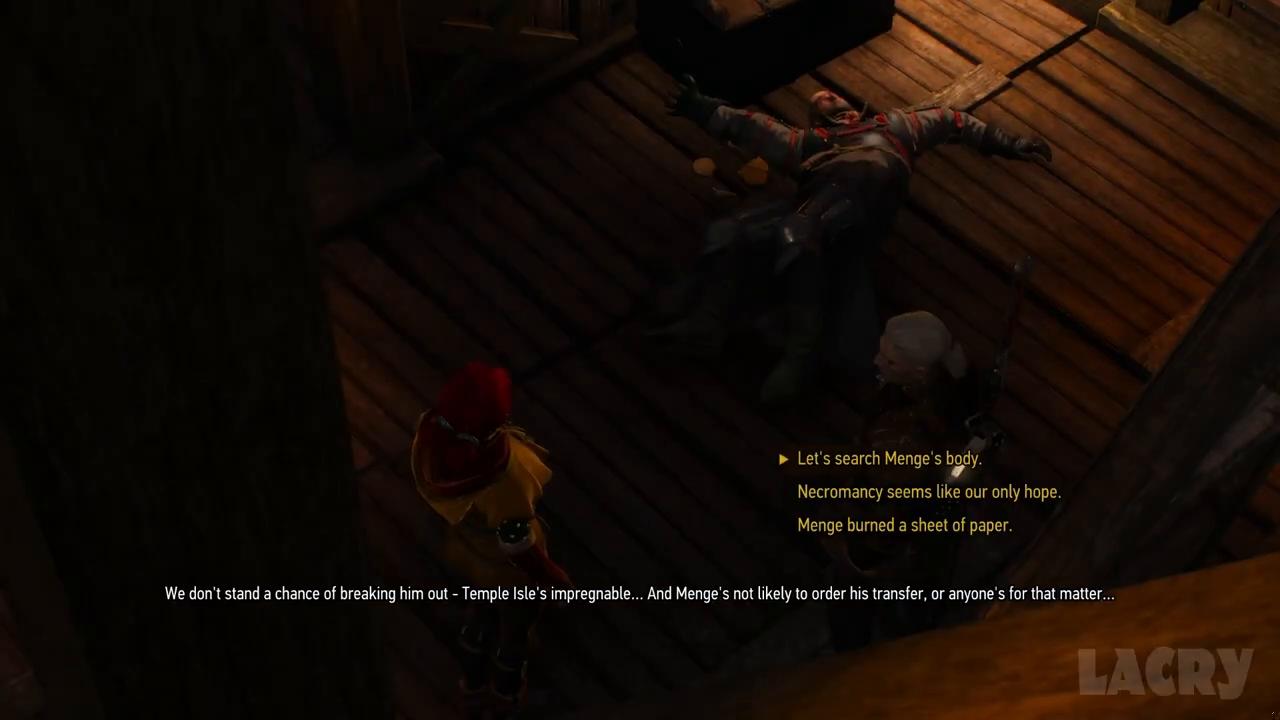 Let's search Menge's body.
Necromancy seems like our only hope.
Menge burned a sheet of paper.
We don't stand a chance of breaking him out - Temple Isle's impregnable... And Menge's not likely to order his transfer, or anyone's for that matter...
LACRY